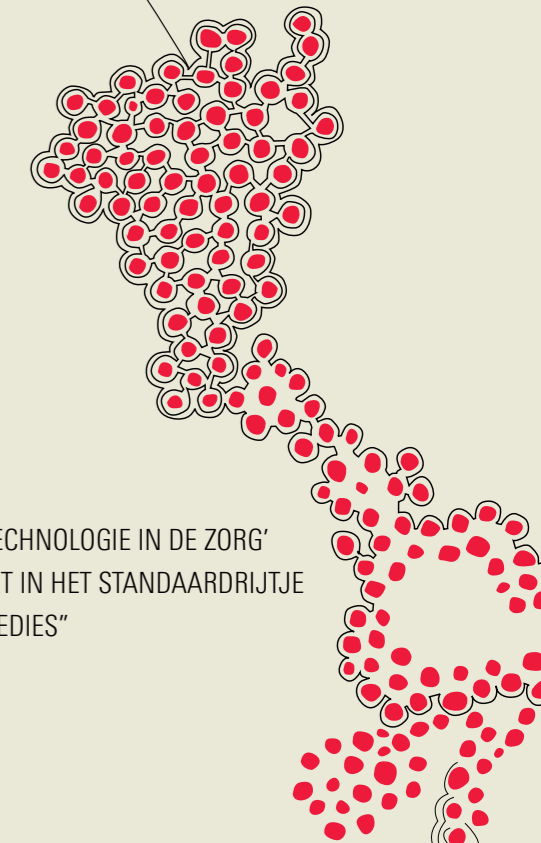 ECHNOLOGIE IN DE ZORG’
T IN HET STANDAARDRIJTJE
EDIES”